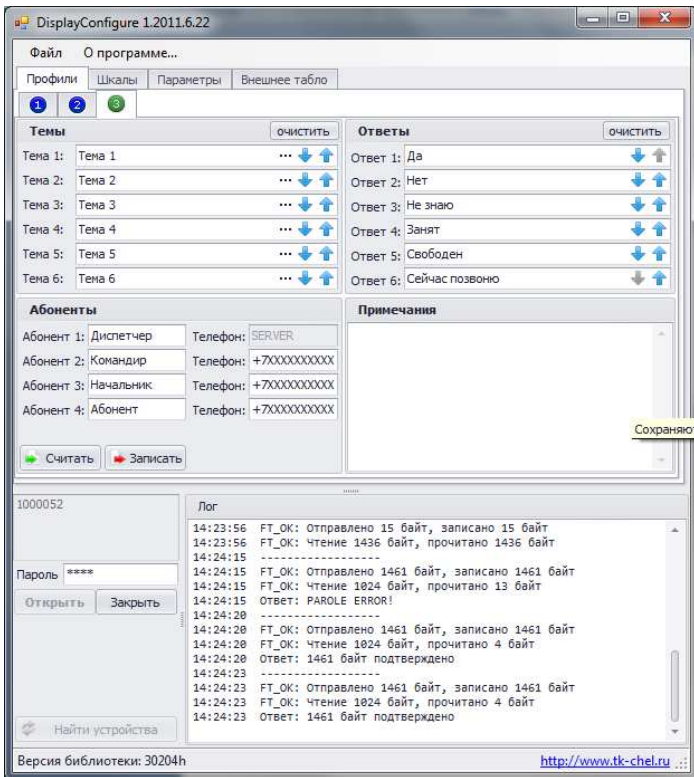 DisplayConfigure 1.2011.6.22
Файл О программе...
Профили Шкалы Параметры Внешнее табло
1 2 3
Темы очистить
Тема 1: Тема 1 ...
Тема 2: Тема 2 ...
Тема 3: Тема 3 ...
Тема 4: Тема 4 ...
Тема 5: Тема 5 ...
Тема 6: Тема 6 ...
Ответы очистить
Ответ 1: Да
Ответ 2: Нет
Ответ 3: Не знаю
Ответ 4: Занят
Ответ 5: Свободен
Ответ 6: Сейчас позвоню
Абоненты
Абонент 1: Диспетчер Телефон: SERVER
Абонент 2: Командир Телефон: +7XXXXXXXXXX
Абонент 3: Начальник Телефон: +7XXXXXXXXXX
Абонент 4: Абонент Телефон: +7XXXXXXXXXX
Считать Записать
Примечания
Сохраняют
1000052
Пароль ****
Открыть Закрыть
Найти устройства
Лог
14:23:56 FT_OK: Отправлено 15 байт, записано 15 байт
14:23:56 FT_OK: Чтение 1436 байт, прочитано 1436 байт
14:24:15 ------------------
14:24:15 FT_OK: Отправлено 1461 байт, записано 1461 байт
14:24:15 FT_OK: Чтение 1024 байт, прочитано 13 байт
14:24:15 Ответ: PAROLE ERROR!
14:24:20 ------------------
14:24:20 FT_OK: Отправлено 1461 байт, записано 1461 байт
14:24:20 FT_OK: Чтение 1024 байт, прочитано 4 байт
14:24:20 Ответ: 1461 байт подтверждено
14:24:23 ------------------
14:24:23 FT_OK: Отправлено 1461 байт, записано 1461 байт
14:24:23 FT_OK: Чтение 1024 байт, прочитано 4 байт
14:24:23 Ответ: 1461 байт подтверждено
Версия библиотеки: 30204h http://www.tk-chel.ru